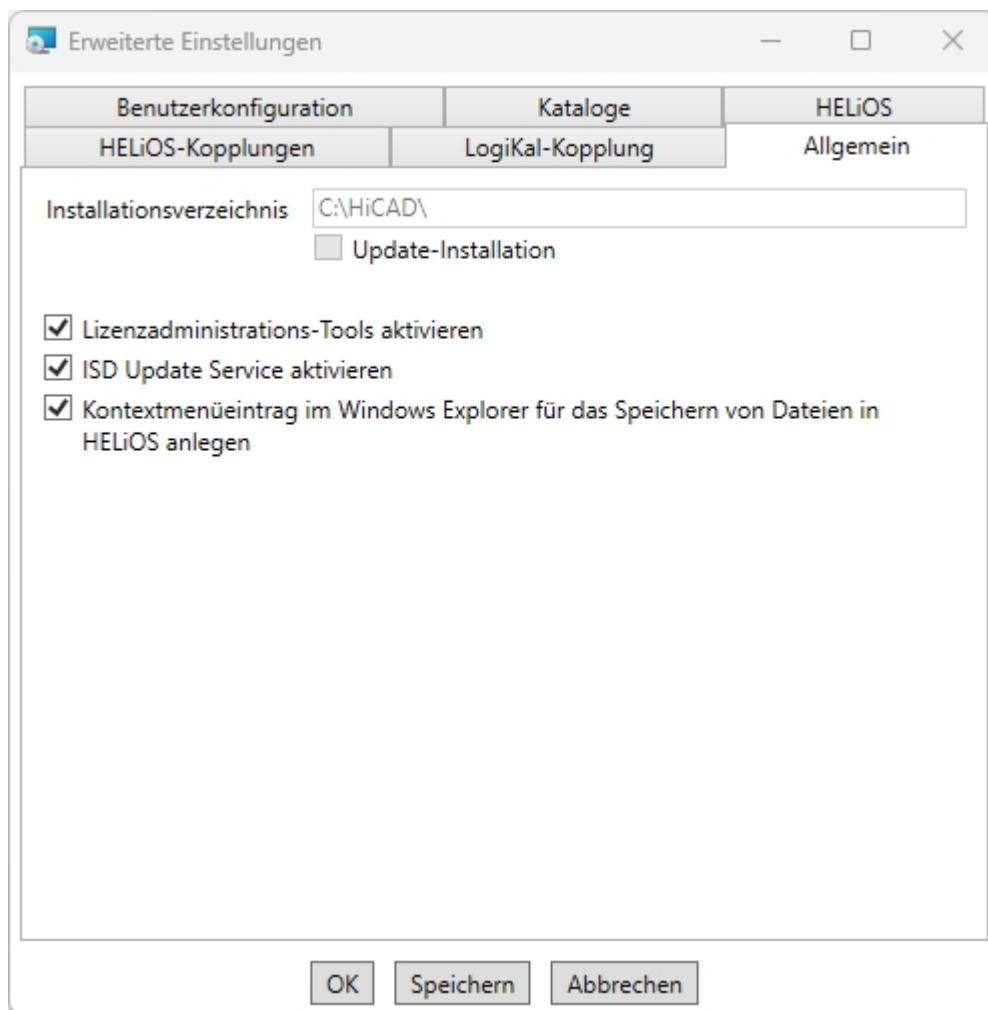 Erweiterte Einstellungen
Benutzerkonfiguration
Kataloge
HELiOS
HELiOS-Kopplungen
LogiKal-Kopplung
Allgemein
Installationsverzeichnis
C:\HiCAD\
Update-Installation
Lizenzadministrations-Tools aktivieren
ISD Update Service aktivieren
Kontextmenüeintrag im Windows Explorer für das Speichern von Dateien in
HELiOS anlegen
OK
Speichern
Abbrechen